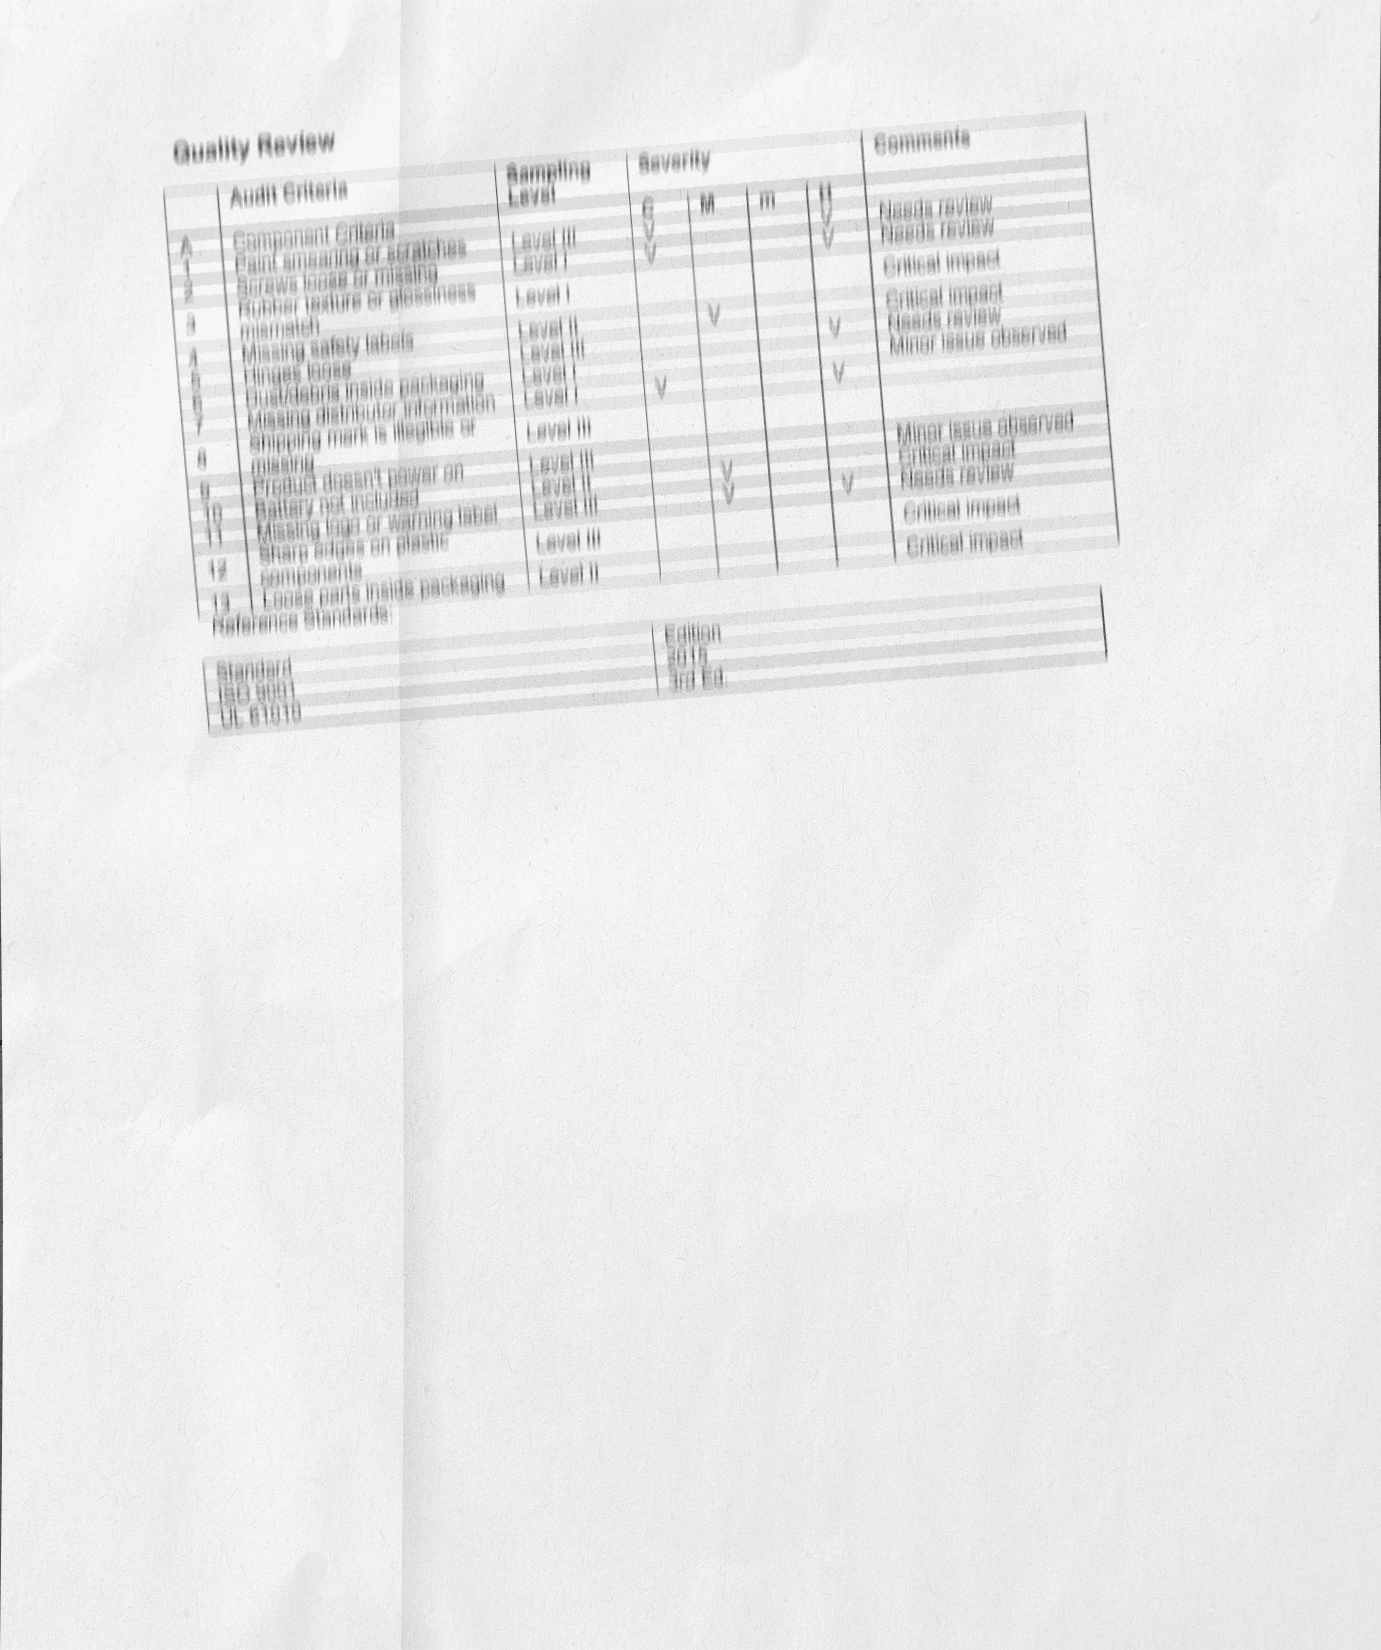 Quality Review
Audit Criteria Sampling Level Severity Comments
C M m U
A Component Criteria
1 Paint smearing or scratches Level III V V Needs review
2 Screws loose or missing Level I V V Needs review
3 Rubber texture or glossiness Level I Critical impact
mismatch
4 Missing safety labels Level II V Critical impact
5 Hinges loose Level III V Needs review
6 Dust/debris inside packaging Level I Minor issue observed
7 Missing distributor information Level I V V
8 Shipping mark is illegible or Level III
missing
9 Product doesn't power on Level III Minor issue observed
10 Battery not included Level II V Critical impact
11 Missing logo or warning label Level III V V Needs review
12 Sharp edges on plastic Level III Critical impact
components
13 Loose parts inside packaging Level II Critical impact
Reference Standards:
Standard Edition
ISO 9001 2015
UL 61010 3rd Ed.